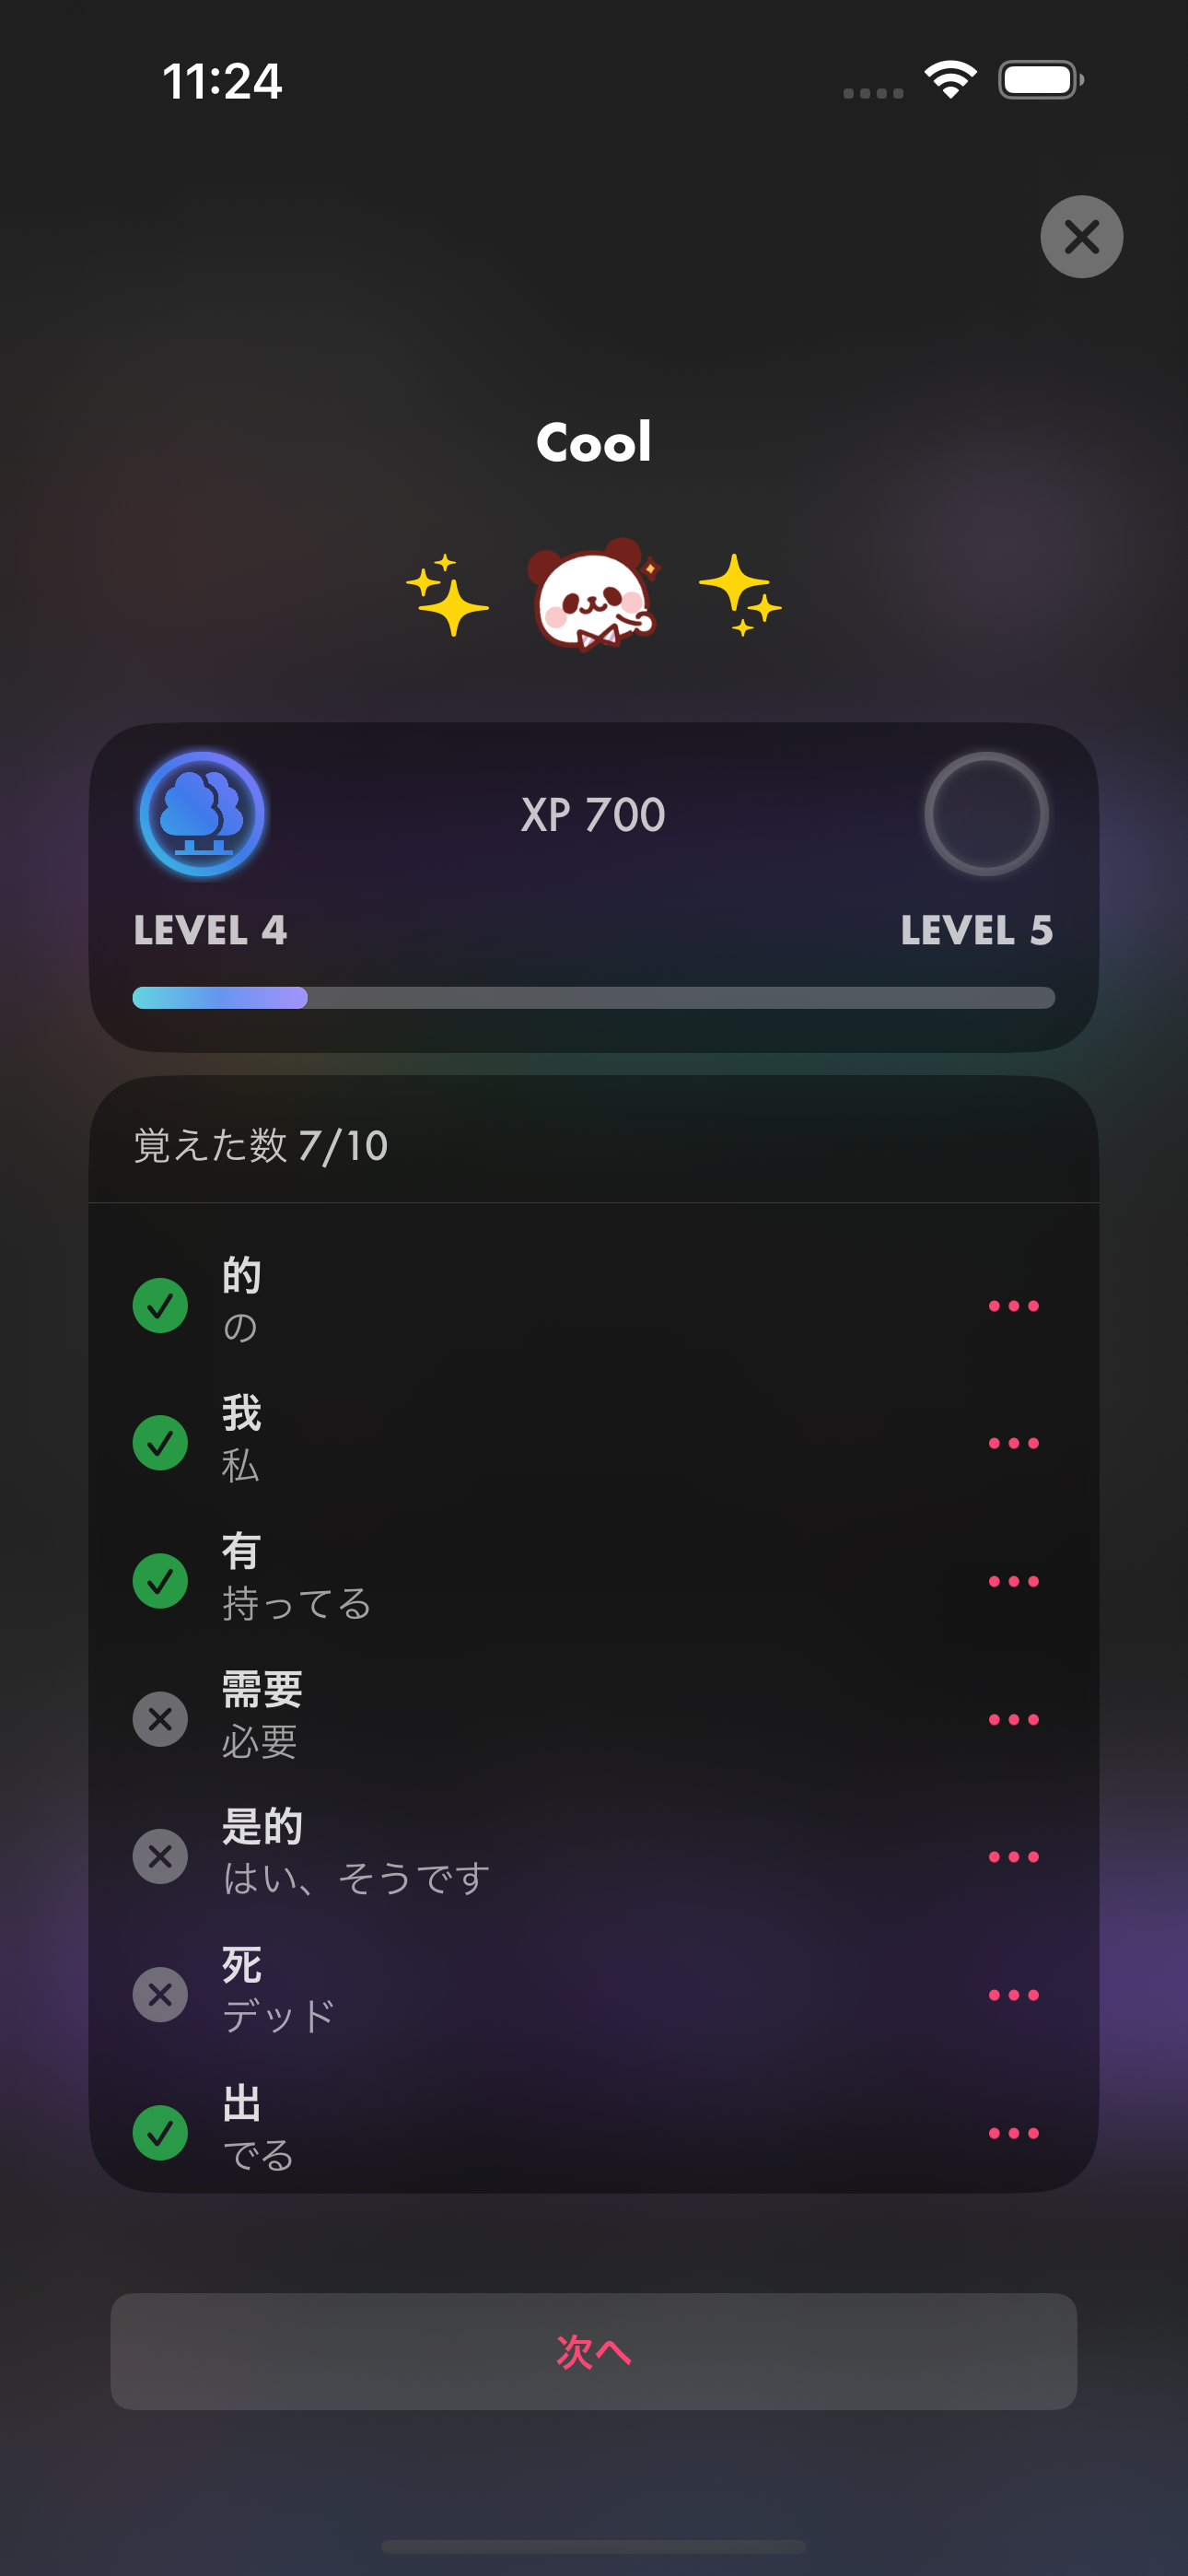 11:24
Cool
XP 700
LEVEL 4
LEVEL 5
覚えた数 7/10
的
の
我
私
有
持ってる
需要
必要
是的
はい、そうです
死
デッド
出
でる
次へ